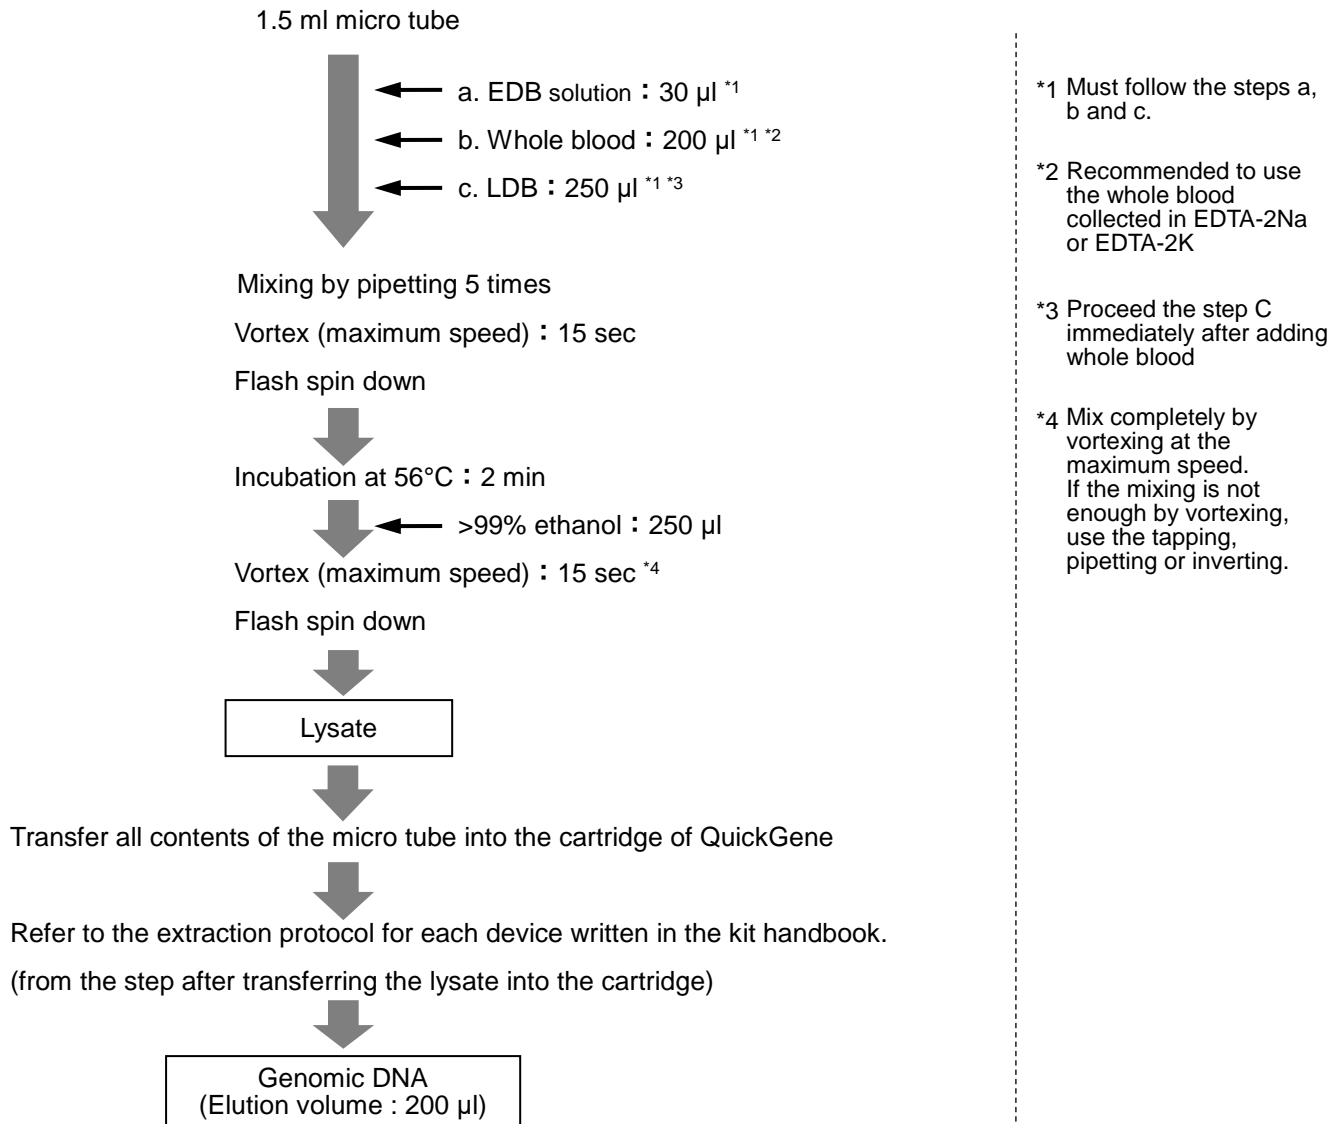 1.5 ml micro tube
a. EDB solution：30 µl *1
b. Whole blood：200 µl *1 *2
c. LDB：250 µl *1 *3
Mixing by pipetting 5 times
Vortex (maximum speed)：15 sec
Flash spin down
Incubation at 56°C：2 min
>99% ethanol：250 µl
Vortex (maximum speed)：15 sec *4
Flash spin down
Lysate
Transfer all contents of the micro tube into the cartridge of QuickGene
Refer to the extraction protocol for each device written in the kit handbook.
(from the step after transferring the lysate into the cartridge)
Genomic DNA
(Elution volume : 200 µl)
*1 Must follow the steps a,
b and c.
*2 Recommended to use
the whole blood
collected in EDTA-2Na
or EDTA-2K
*3 Proceed the step C
immediately after adding
whole blood
*4 Mix completely by
vortexing at the
maximum speed.
If the mixing is not
enough by vortexing,
use the tapping,
pipetting or inverting.